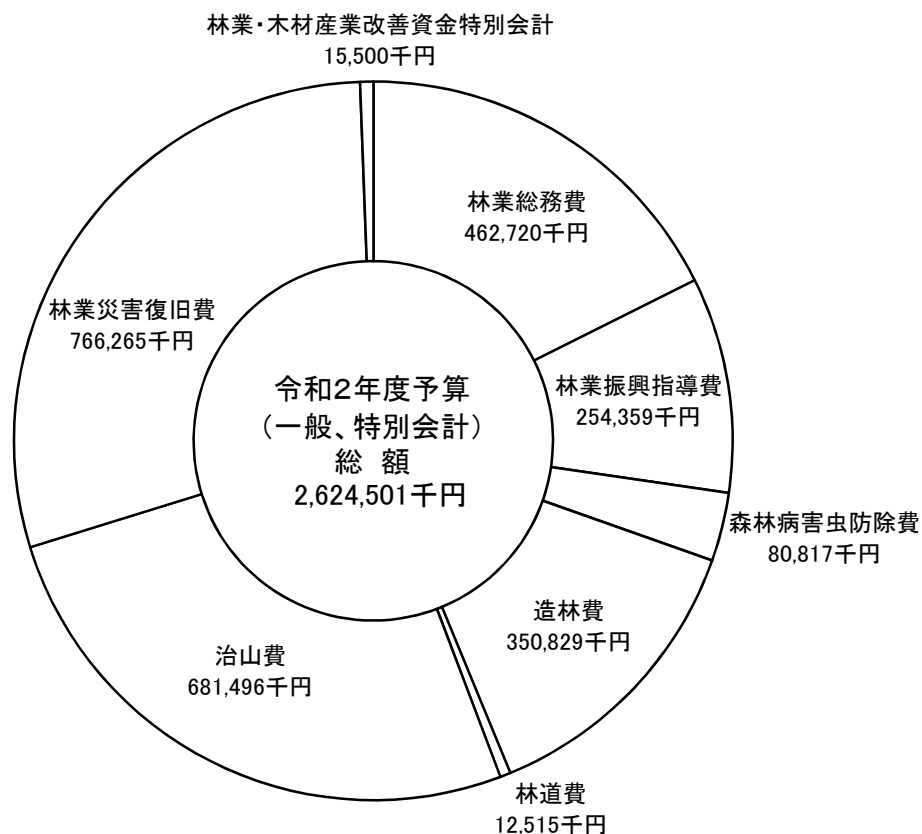 林業・木材産業改善資金特別会計
15,500千円
林業総務費
462,720千円
林業振興指導費
254,359千円
森林病害虫防除費
80,817千円
造林費
350,829千円
林道費
12,515千円
治山費
681,496千円
林業災害復旧費
766,265千円
令和2年度予算
(一般、特別会計)
総 額
2,624,501千円